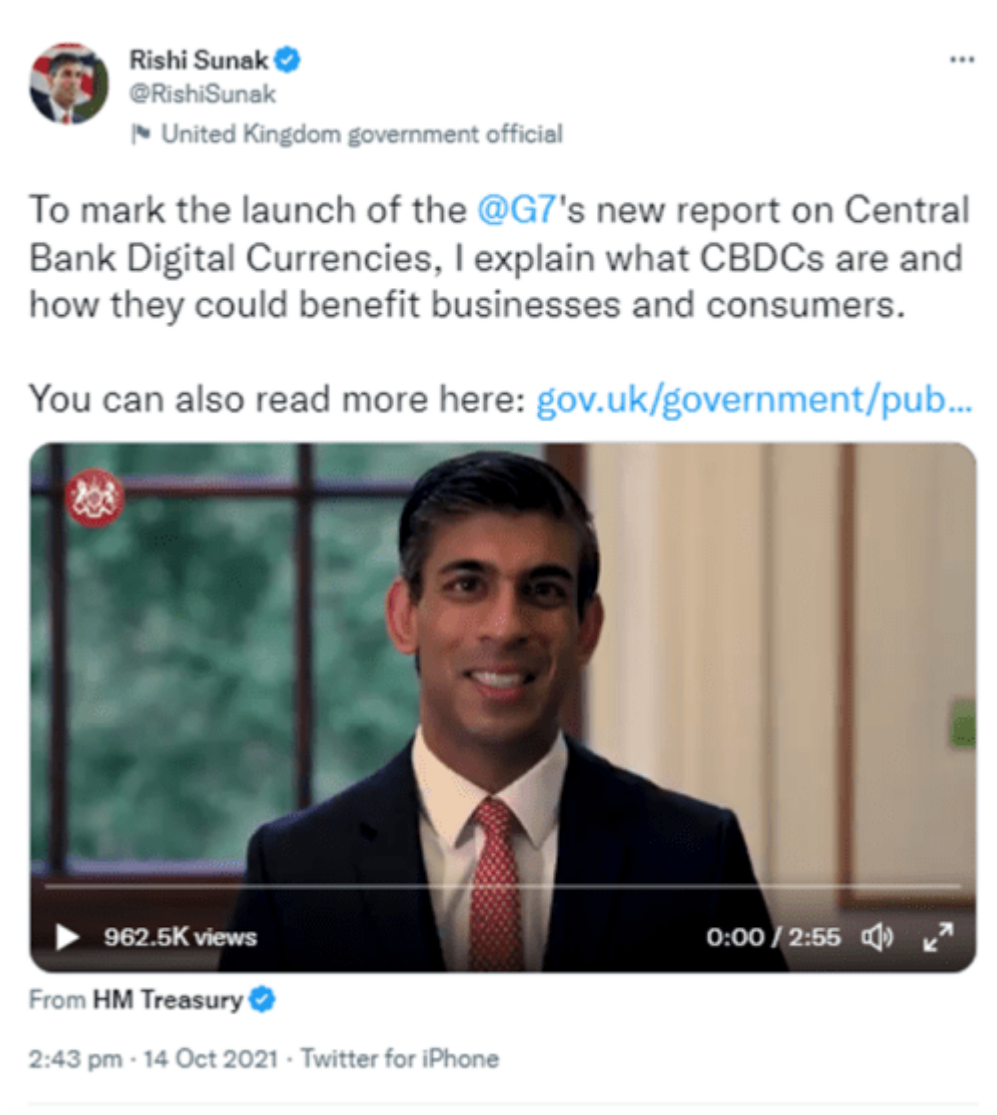 Rishi Sunak
@RishiSunak
United Kingdom government official
To mark the launch of the @G7's new report on Central
Bank Digital Currencies, I explain what CBDCs are and
how they could benefit businesses and consumers.
You can also read more here: gov.uk/government/pub...
962.5K views
0:00 / 2:55
From HM Treasury
2:43 pm · 14 Oct 2021 · Twitter for iPhone